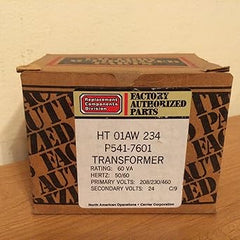 Replacement
Components
Division
FACTORY
AUTHORIZED
PARTS
HT 01AW 234
P541-7601
TRANSFORMER
RATING: 60 VA
HERTZ: 50/60
PRIMARY VOLTS: 208/230/460
SECONDARY VOLTS: 24 C/9
North American Operations • Carrier Corporation